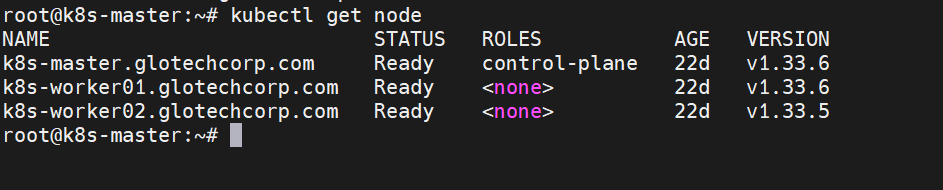 root@k8s-master:~# kubectl get node
NAME                          STATUS   ROLES           AGE   VERSION
k8s-master.glotechcorp.com     Ready    control-plane   22d   v1.33.6
k8s-worker01.glotechcorp.com   Ready    <none>          22d   v1.33.6
k8s-worker02.glotechcorp.com   Ready    <none>          22d   v1.33.5
root@k8s-master:~#